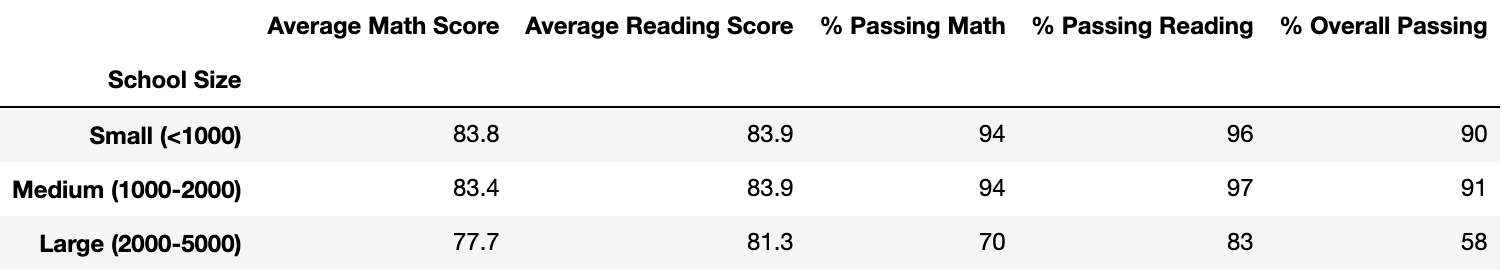 Average Math Score Average Reading Score % Passing Math % Passing Reading % Overall Passing
School Size
Small (<1000) 83.8 83.9 94 96 90
Medium (1000-2000) 83.4 83.9 94 97 91
Large (2000-5000) 77.7 81.3 70 83 58